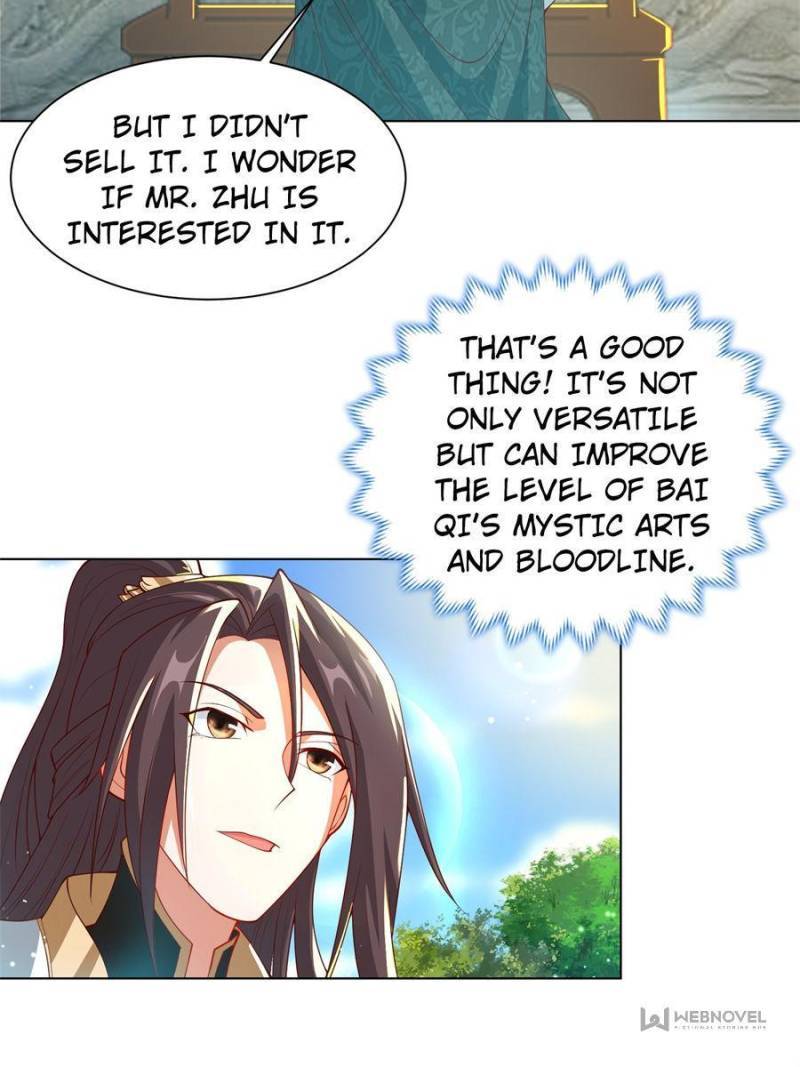 BUT I DIDN'T
SELL IT. I WONDER
IF MR. ZHU IS
INTERESTED IN IT.
THAT'S A GOOD
THING! IT'S NOT
ONLY VERSATILE
BUT CAN IMPROVE
THE LEVEL OF BAI
QI'S MYSTIC ARTS
AND BLOODLINE.
WEBNOVEL